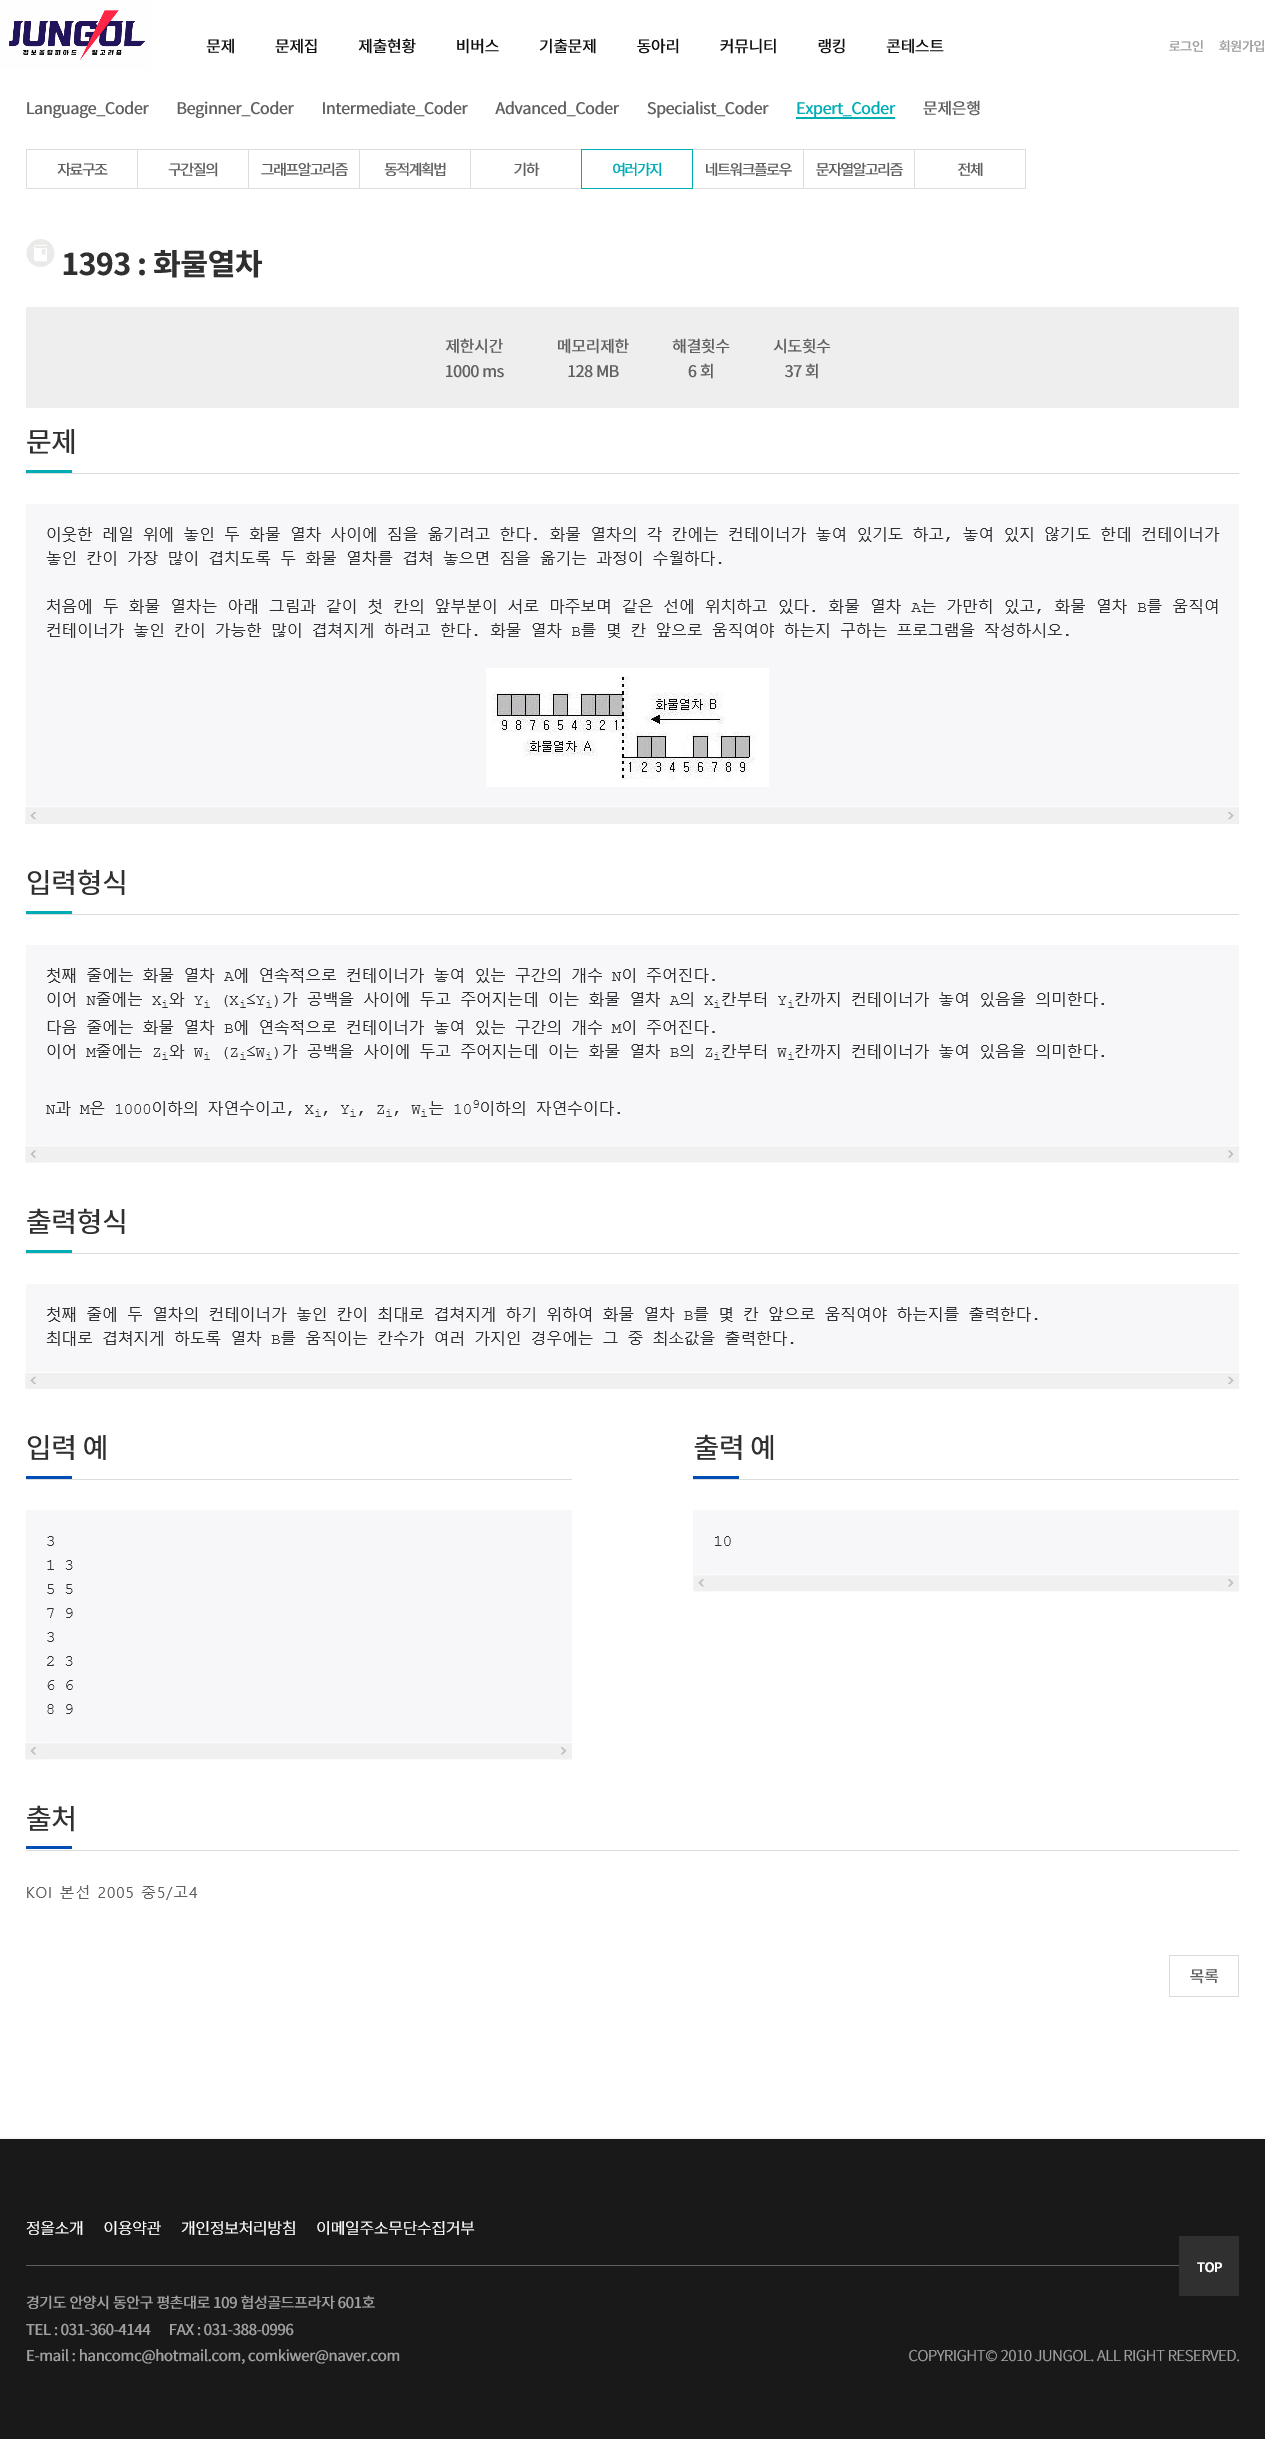 JUNGOL
정보올림피아드 알고리즘
문제 문제집 제출현황 비버스 기출문제 동아리 커뮤니티 랭킹 콘테스트 로그인 회원가입
Language_Coder Beginner_Coder Intermediate_Coder Advanced_Coder Specialist_Coder Expert_Coder 문제은행
자료구조 구간질의 그래프알고리즘 동적계획법 기하 여러가지 네트워크플로우 문자열알고리즘 전체
1393 : 화물열차
제한시간 메모리제한 해결횟수 시도횟수
1000 ms 128 MB 6 회 37 회
문제
이웃한 레일 위에 놓인 두 화물 열차 사이에 짐을 옮기려고 한다. 화물 열차의 각 칸에는 컨테이너가 놓여 있기도 하고, 놓여 있지 않기도 한데 컨테이너가
놓인 칸이 가장 많이 겹치도록 두 화물 열차를 겹쳐 놓으면 짐을 옮기는 과정이 수월하다.
처음에 두 화물 열차는 아래 그림과 같이 첫 칸의 앞부분이 서로 마주보며 같은 선에 위치하고 있다. 화물 열차 A는 가만히 있고, 화물 열차 B를 움직여
컨테이너가 놓인 칸이 가능한 많이 겹쳐지게 하려고 한다. 화물 열차 B를 몇 칸 앞으로 움직여야 하는지 구하는 프로그램을 작성하시오.
화물열차 B
9 8 7 6 5 4 3 2 1
화물열차 A
1 2 3 4 5 6 7 8 9
입력형식
첫째 줄에는 화물 열차 A에 연속적으로 컨테이너가 놓여 있는 구간의 개수 N이 주어진다.
이어 N줄에는 Xi와 Yi (Xi≤Yi)가 공백을 사이에 두고 주어지는데 이는 화물 열차 A의 Xi칸부터 Yi칸까지 컨테이너가 놓여 있음을 의미한다.
다음 줄에는 화물 열차 B에 연속적으로 컨테이너가 놓여 있는 구간의 개수 M이 주어진다.
이어 M줄에는 Zi와 Wi (Zi≤Wi)가 공백을 사이에 두고 주어지는데 이는 화물 열차 B의 Zi칸부터 Wi칸까지 컨테이너가 놓여 있음을 의미한다.
N과 M은 1000이하의 자연수이고, Xi, Yi, Zi, Wi는 10⁹이하의 자연수이다.
출력형식
첫째 줄에 두 열차의 컨테이너가 놓인 칸이 최대로 겹쳐지게 하기 위하여 화물 열차 B를 몇 칸 앞으로 움직여야 하는지를 출력한다.
최대로 겹쳐지게 하도록 열차 B를 움직이는 칸수가 여러 가지인 경우에는 그 중 최소값을 출력한다.
입력 예
3
1 3
5 5
7 9
3
2 3
6 6
8 9
출력 예
10
출처
KOI 본선 2005 중5/고4
목록
정올소개 이용약관 개인정보처리방침 이메일주소무단수집거부
TOP
경기도 안양시 동안구 평촌대로 109 협성골드프라자 601호
TEL : 031-360-4144 FAX : 031-388-0996
E-mail : hancomc@hotmail.com, comkiwer@naver.com
COPYRIGHT© 2010 JUNGOL. ALL RIGHT RESERVED.